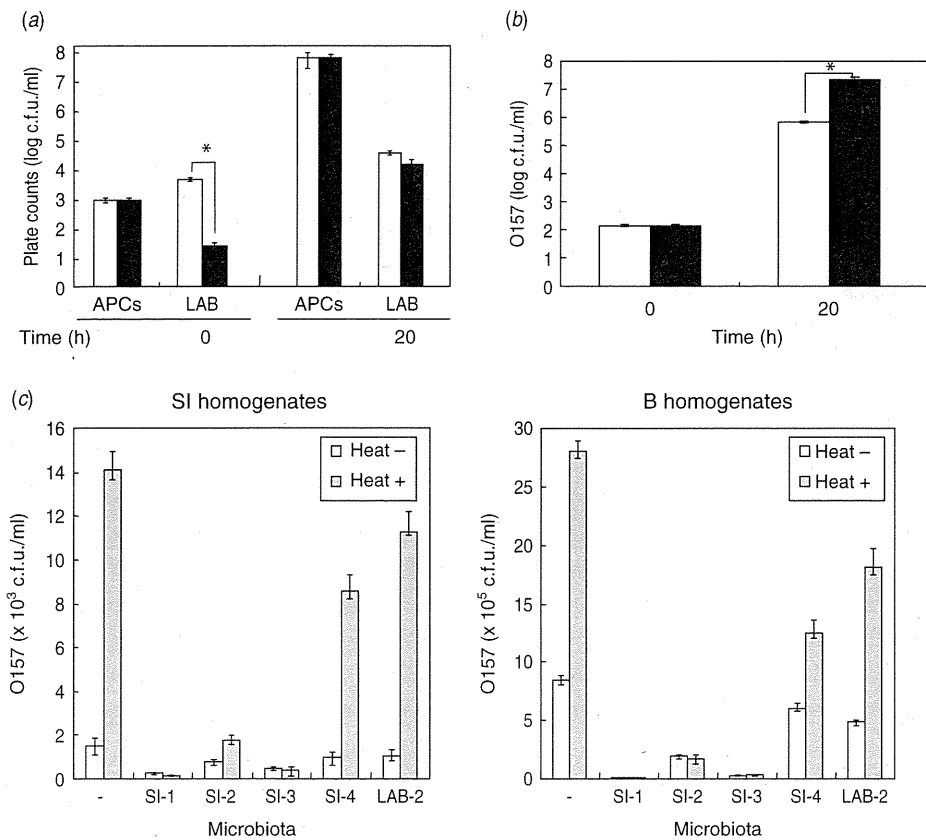 (a)
Plate counts (log c.f.u./ml)
8
7
6
5
4
3
2
1
0
*
APCs LAB APCs LAB
Time (h) 0 20
(b)
O157 (log c.f.u./ml)
8
7
6
5
4
3
2
1
0
*
0 20
Time (h)
(c)
SI homogenates
O157 (x 10³ c.f.u./ml)
16
14
12
10
8
6
4
2
0
Heat –
Heat +
- SI-1 SI-2 SI-3 SI-4 LAB-2
Microbiota
B homogenates
O157 (x 10⁵ c.f.u./ml)
30
25
20
15
10
5
0
Heat –
Heat +
- SI-1 SI-2 SI-3 SI-4 LAB-2
Microbiota